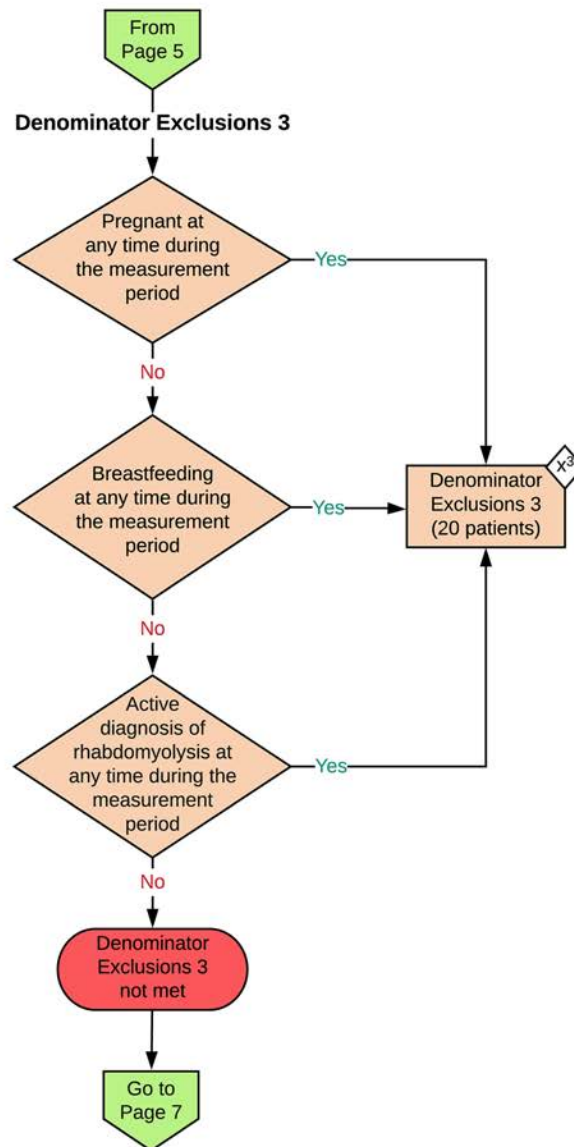 From
Page 5
Denominator Exclusions 3
Pregnant at
any time during
the measurement
period
Yes
No
Breastfeeding
at any time during
the measurement
period
Yes
x³
Denominator
Exclusions 3
(20 patients)
No
Active
diagnosis of
rhabdomyolysis at
any time during the
measurement
period
Yes
No
Denominator
Exclusions 3
not met
Go to
Page 7